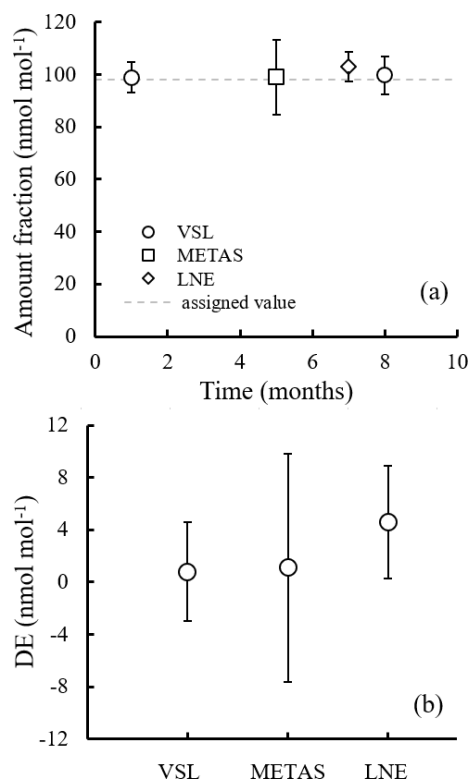 Amount fraction (nmol mol⁻¹)
120
100
80
60
40
20
0
VSL
METAS
LNE
assigned value
(a)
0 2 4 6 8 10
Time (months)
DE (nmol mol⁻¹)
12
8
4
0
-4
-8
-12
(b)
VSL METAS LNE